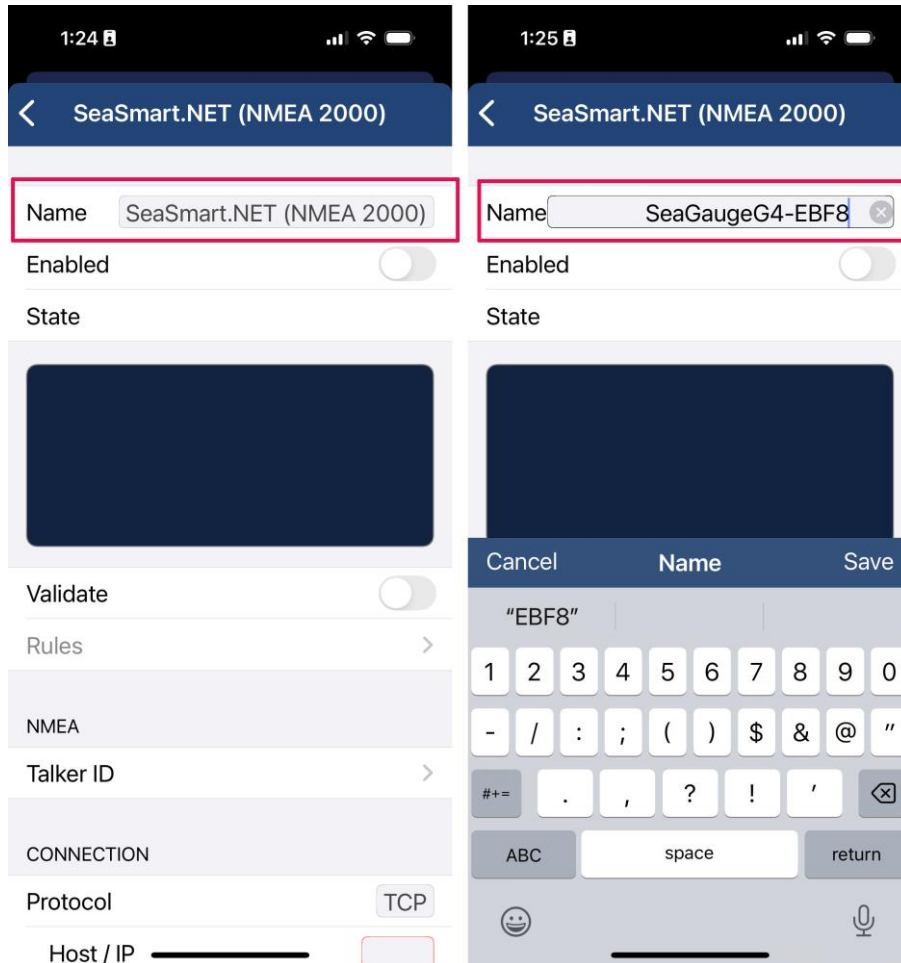 1:24
SeaSmart.NET (NMEA 2000)
Name SeaSmart.NET (NMEA 2000)
Enabled
State
Validate
Rules
NMEA
Talker ID
CONNECTION
Protocol TCP
Host / IP
1:25
SeaSmart.NET (NMEA 2000)
Name SeaGaugeG4-EBF8
Enabled
State
Cancel Name Save
"EBF8"
1 2 3 4 5 6 7 8 9 0
- / : ; ( ) $ & @ "
#+= . , ? ! '
ABC space return